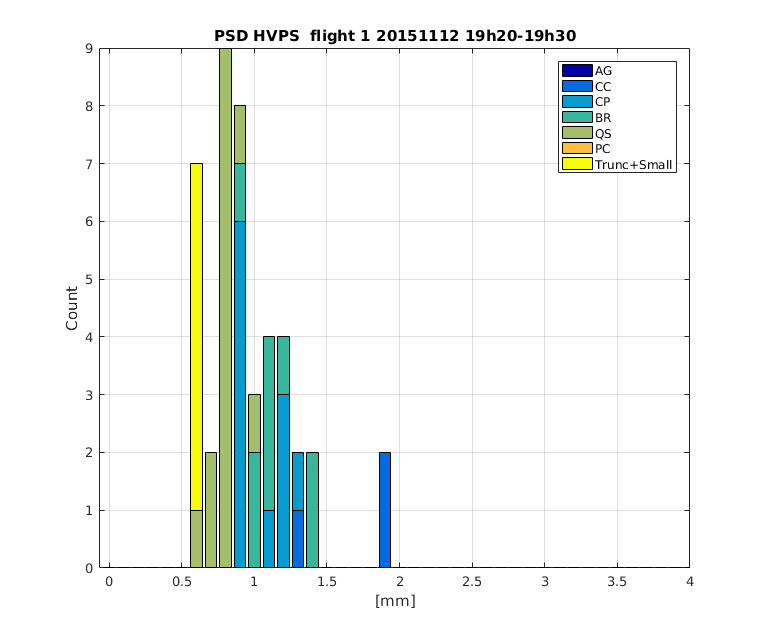 PSD HVPS  flight 1 20151112 19h20-19h30
9
8
7
6
5
4
3
2
1
0
Count
AG
CC
CP
BR
QS
PC
Trunc+Small
0 0.5 1 1.5 2 2.5 3 3.5 4
[mm]